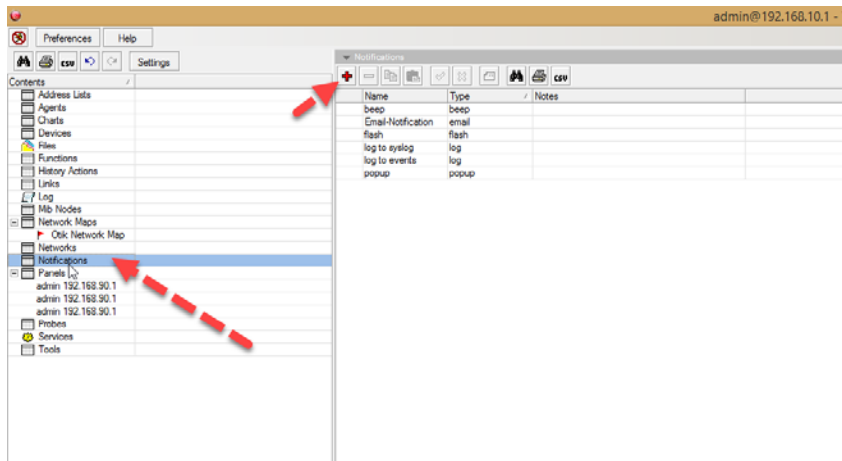 admin@192.168.10.1 -
Preferences Help
csv Settings
Contents
Address Lists
Agents
Charts
Devices
Files
Functions
History Actions
Links
Log
Mib Nodes
Network Maps
Otik Network Map
Networks
Notifications
Panels
admin 192.168.90.1
admin 192.168.90.1
admin 192.168.90.1
Probes
Services
Tools
Notifications
csv
Name Type Notes
beep beep
Email-Notification email
flash flash
log to syslog log
log to events log
popup popup